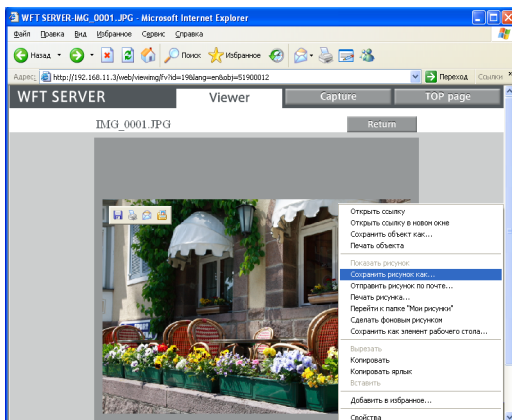 WFT SERVER-IMG_0001.JPG - Microsoft Internet Explorer
Файл Правка Вид Избранное Сервис Справка
Назад Поиск Избранное
Адрес: http://192.168.11.3/web/viewimg/fv?id=19&lang=en&obj=51900012 Переход Ссылки »
WFT SERVER Viewer Capture TOP page
IMG_0001.JPG Return
Открыть ссылку
Открыть ссылку в новом окне
Сохранить объект как...
Печать объекта
Показать рисунок
Сохранить рисунок как...
Отправить рисунок по почте...
Печать рисунка...
Перейти к папке "Мои рисунки"
Сделать фоновым рисунком
Сохранить как элемент рабочего стола...
Вырезать
Копировать
Копировать ярлык
Вставить
Добавить в избранное...
Свойства